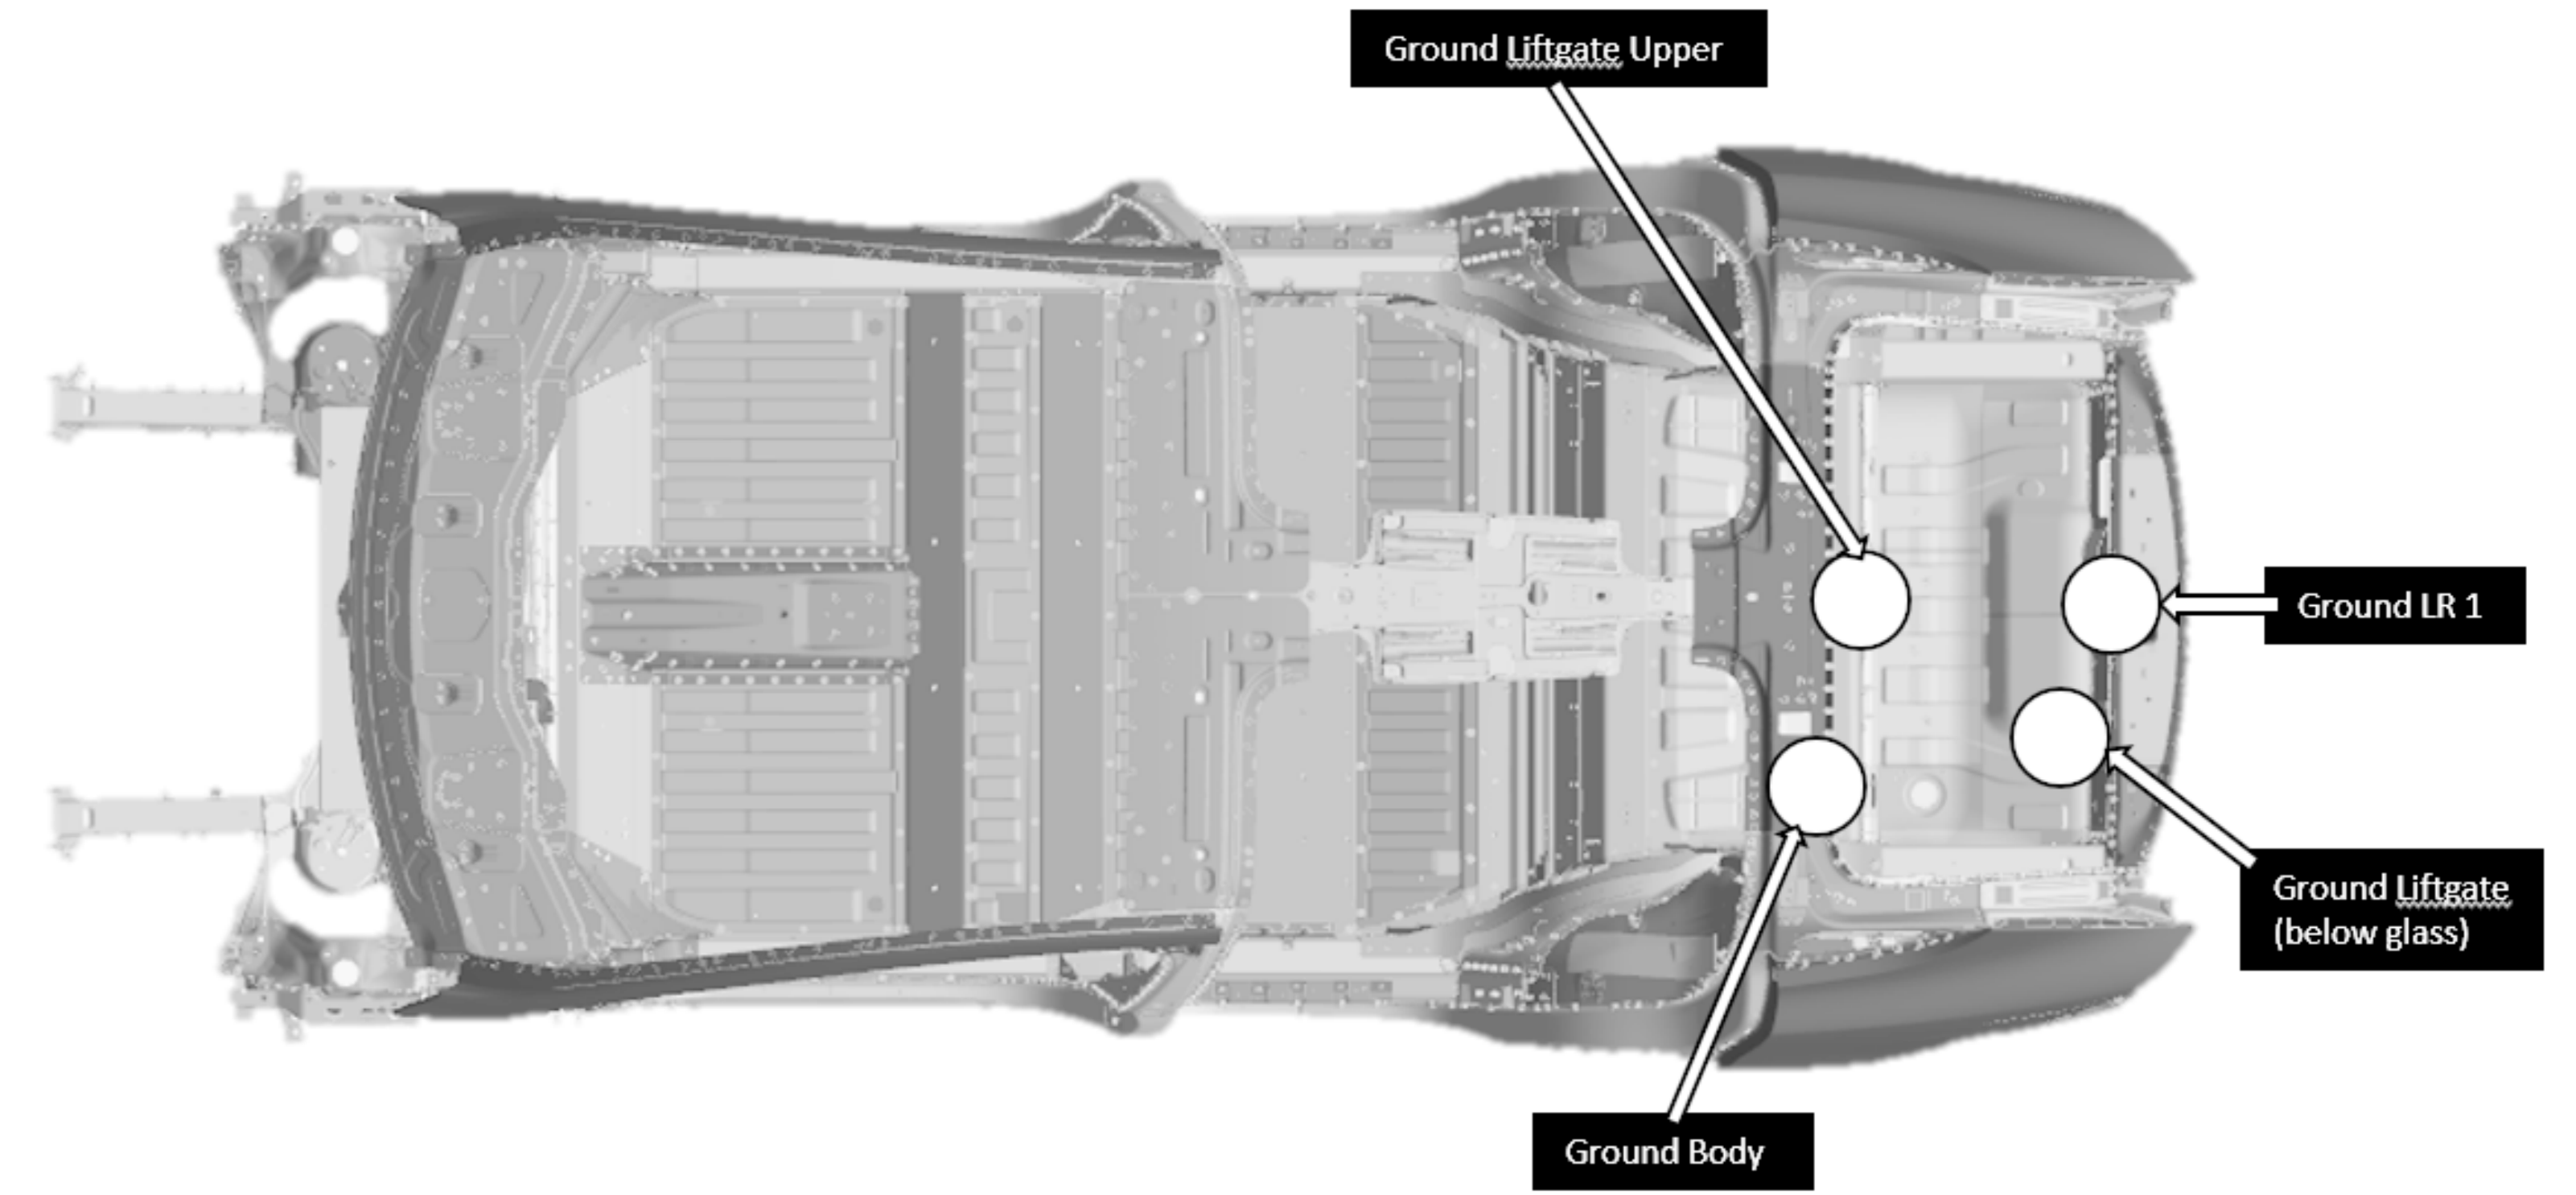 Ground Liftgate Upper
Ground LR 1
Ground Liftgate
(below glass)
Ground Body